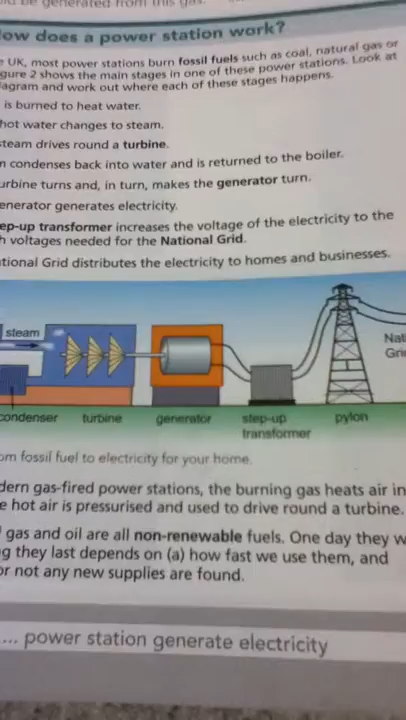 be generated from this gas.
How does a power station work?
UK, most power stations burn fossil fuels such as coal, natural gas or
gure 2 shows the main stages in one of these power stations. Look at
agram and work out where each of these stages happens.
is burned to heat water.
hot water changes to steam.
steam drives round a turbine.
condenses back into water and is returned to the boiler.
urbine turns and, in turn, makes the generator turn.
enerator generates electricity.
ep-up transformer increases the voltage of the electricity to the
h voltages needed for the National Grid.
tional Grid distributes the electricity to homes and businesses.
steam
Nat
Gri
condenser turbine generator step-up transformer pylon
om fossil fuel to electricity for your home.
dern gas-fired power stations, the burning gas heats air in
e hot air is pressurised and used to drive round a turbine.
gas and oil are all non-renewable fuels. One day they w
g they last depends on (a) how fast we use them, and
or not any new supplies are found.
... power station generate electricity